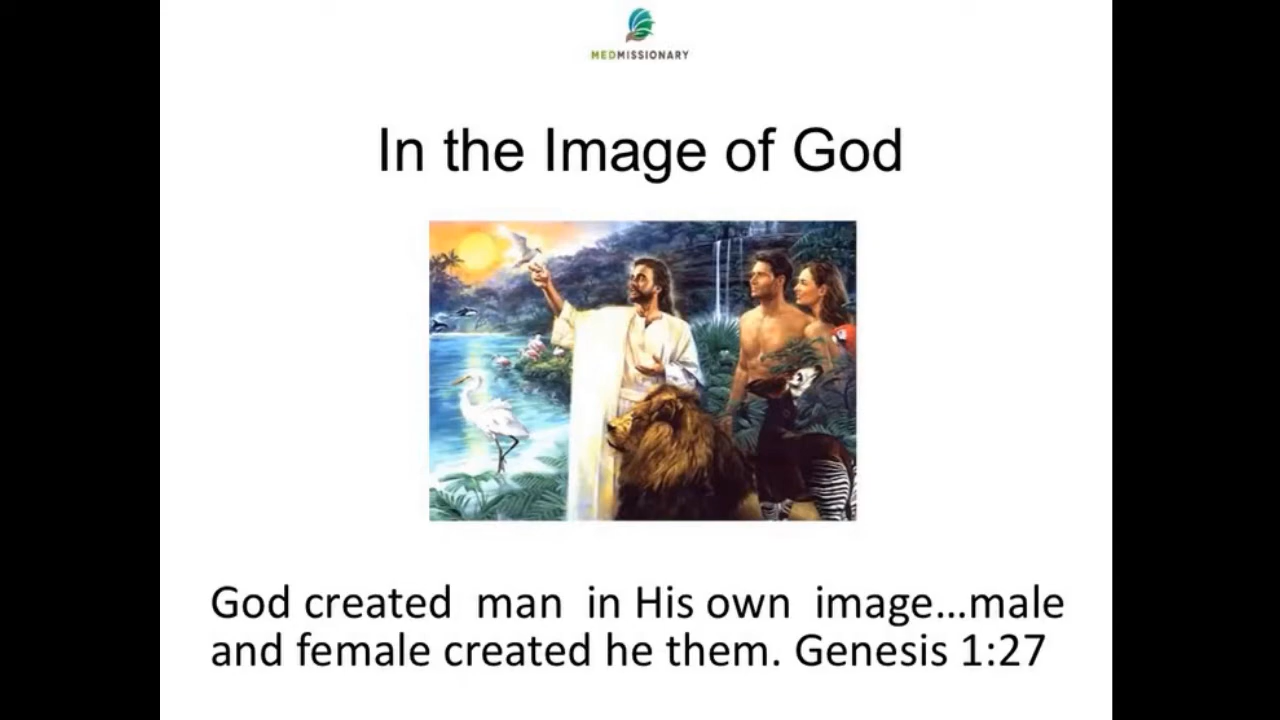 MEDMISSIONARY
In the Image of God
God created man in His own image...male
and female created he them. Genesis 1:27